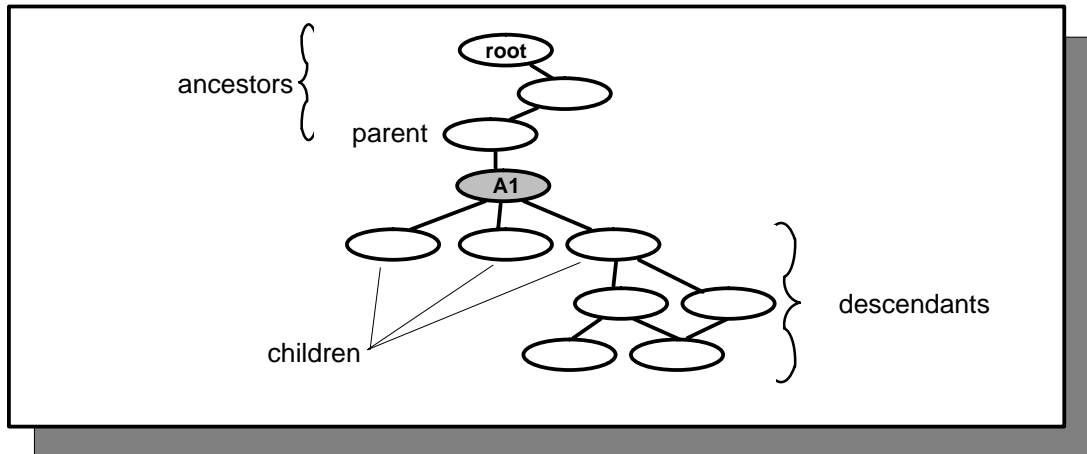 root
ancestors
parent
A1
descendants
children